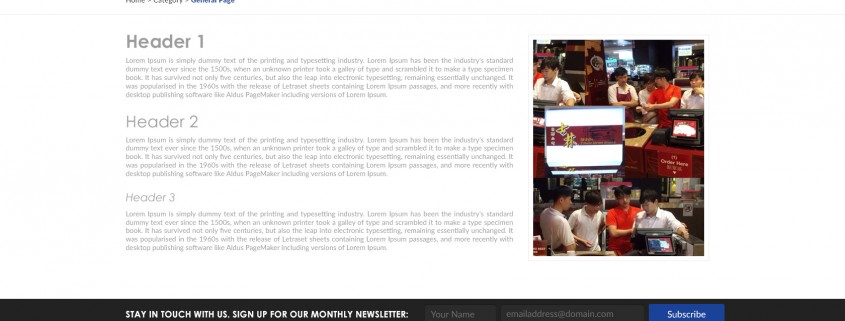 Home > Category > General Page
Header 1
Lorem Ipsum is simply dummy text of the printing and typesetting industry. Lorem Ipsum has been the industry's standard
dummy text ever since the 1500s, when an unknown printer took a galley of type and scrambled it to make a type specimen
book. It has survived not only five centuries, but also the leap into electronic typesetting, remaining essentially unchanged. It
was popularised in the 1960s with the release of Letraset sheets containing Lorem Ipsum passages, and more recently with
desktop publishing software like Aldus PageMaker including versions of Lorem Ipsum.
Header 2
Lorem Ipsum is simply dummy text of the printing and typesetting industry. Lorem Ipsum has been the industry's standard
dummy text ever since the 1500s, when an unknown printer took a galley of type and scrambled it to make a type specimen
book. It has survived not only five centuries, but also the leap into electronic typesetting, remaining essentially unchanged. It
was popularised in the 1960s with the release of Letraset sheets containing Lorem Ipsum passages, and more recently with
desktop publishing software like Aldus PageMaker including versions of Lorem Ipsum.
Header 3
Lorem Ipsum is simply dummy text of the printing and typesetting industry. Lorem Ipsum has been the industry's standard
dummy text ever since the 1500s, when an unknown printer took a galley of type and scrambled it to make a type specimen
book. It has survived not only five centuries, but also the leap into electronic typesetting, remaining essentially unchanged. It
was popularised in the 1960s with the release of Letraset sheets containing Lorem Ipsum passages, and more recently with
desktop publishing software like Aldus PageMaker including versions of Lorem Ipsum.
(1)
Order Here
STAY IN TOUCH WITH US. SIGN UP FOR OUR MONTHLY NEWSLETTER:
Your Name
emailaddress@domain.com
Subscribe